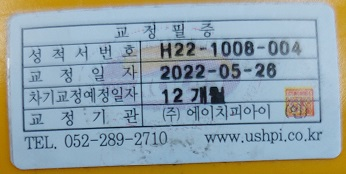 교정필증
성적서번호 H22-1008-004
교정일자 2022-05-26
차기교정예정일자 12 개월
교정기관 (주) 에이치피아이 (인)
TEL. 052-289-2710 www.ushpi.co.kr